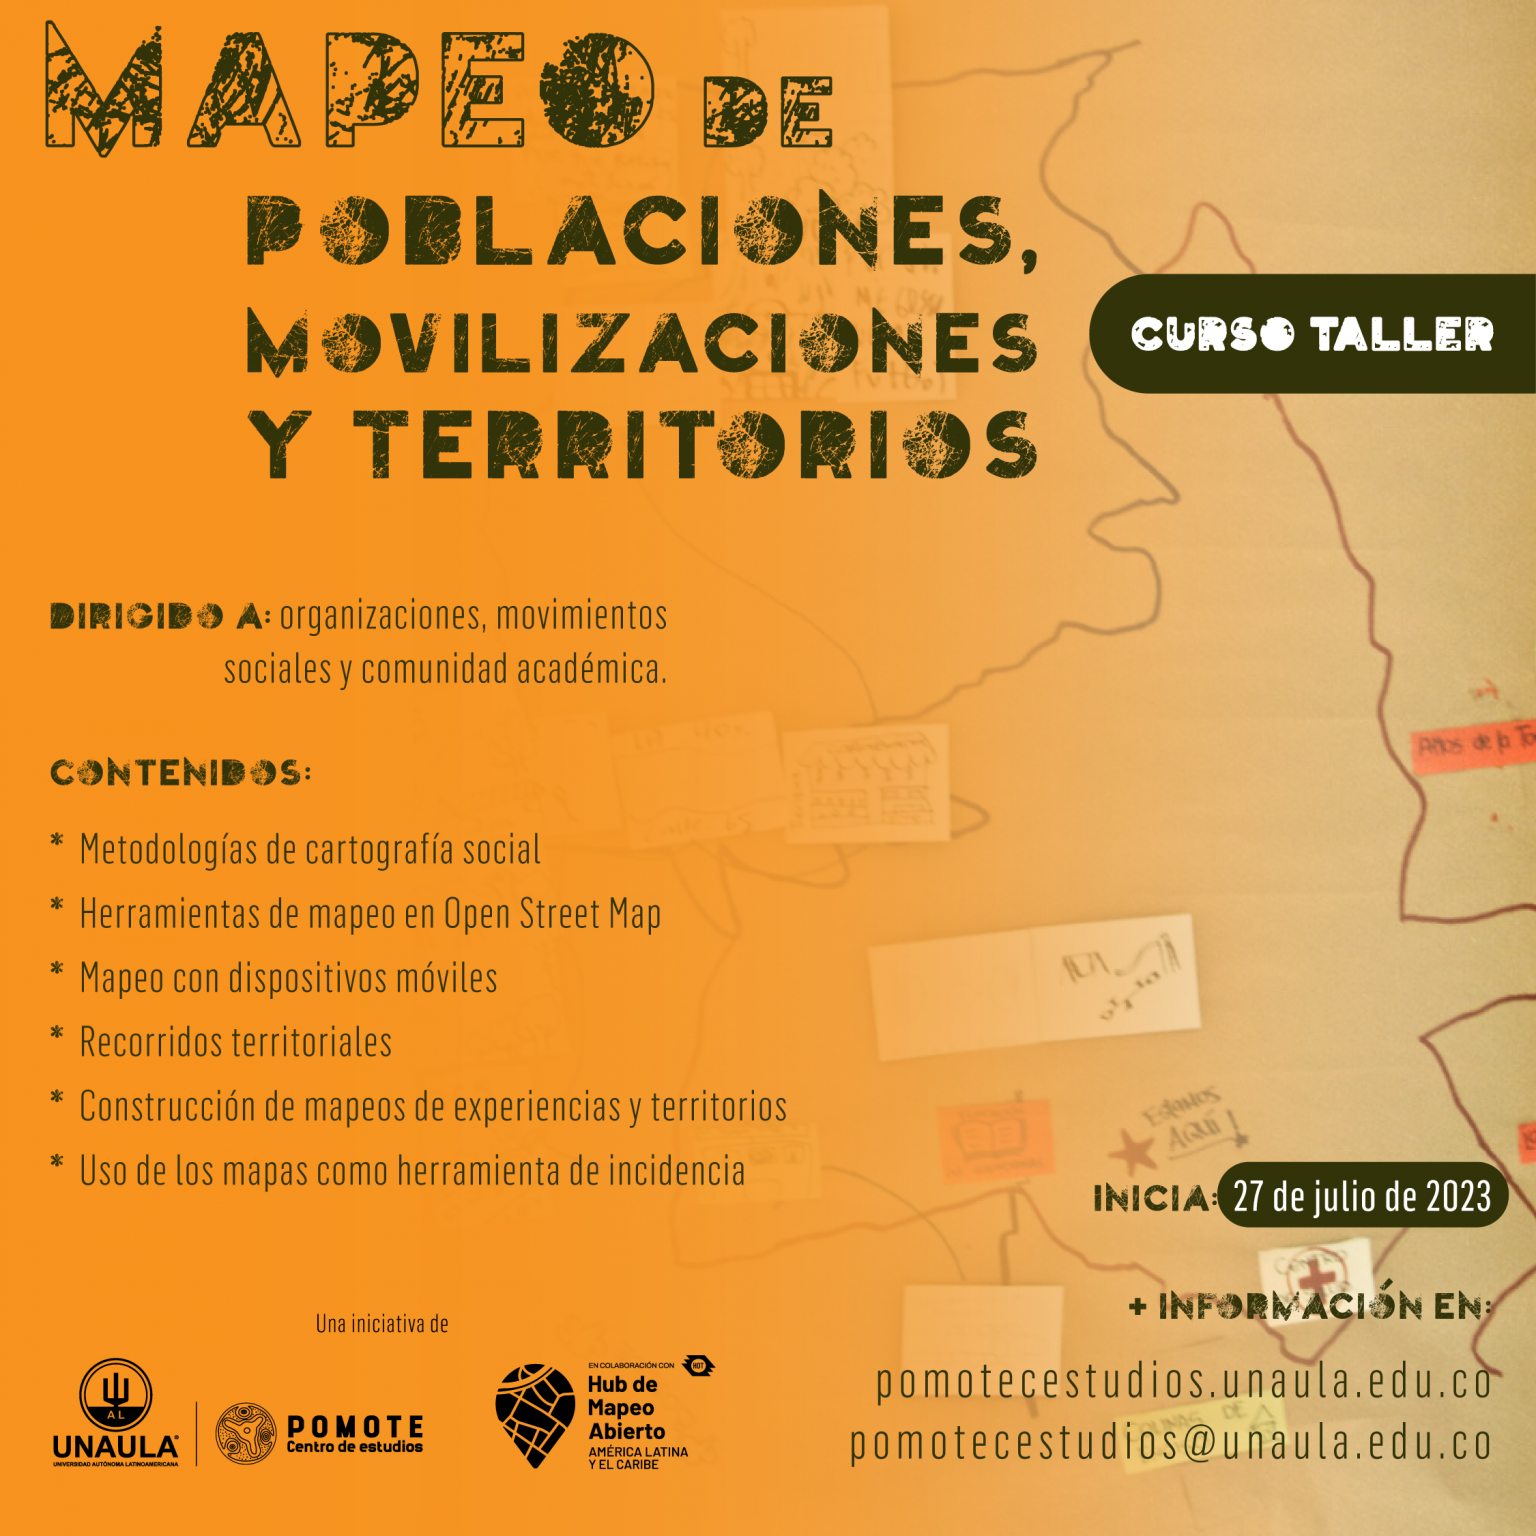 MAPEO DE
POBLACIONES,
MOVILIZACIONES
Y TERRITORIOS
CURSO TALLER
DIRIGIDO A: organizaciones, movimientos
sociales y comunidad académica.
CONTENIDOS:
* Metodologías de cartografía social
* Herramientas de mapeo en Open Street Map
* Mapeo con dispositivos móviles
* Recorridos territoriales
* Construcción de mapeos de experiencias y territorios
* Uso de los mapas como herramienta de incidencia
ESTAMOS
AQUÍ!
INICIA: 27 de julio de 2023
+ INFORMACIÓN EN:
pomotecestudios.unaula.edu.co
pomotecestudios@unaula.edu.co
Una iniciativa de
AL
UNAULA®
UNIVERSIDAD AUTÓNOMA LATINOAMERICANA
POMOTE
Centro de estudios
EN COLABORACIÓN CON HOT
Hub de
Mapeo
Abierto
AMÉRICA LATINA
Y EL CARIBE